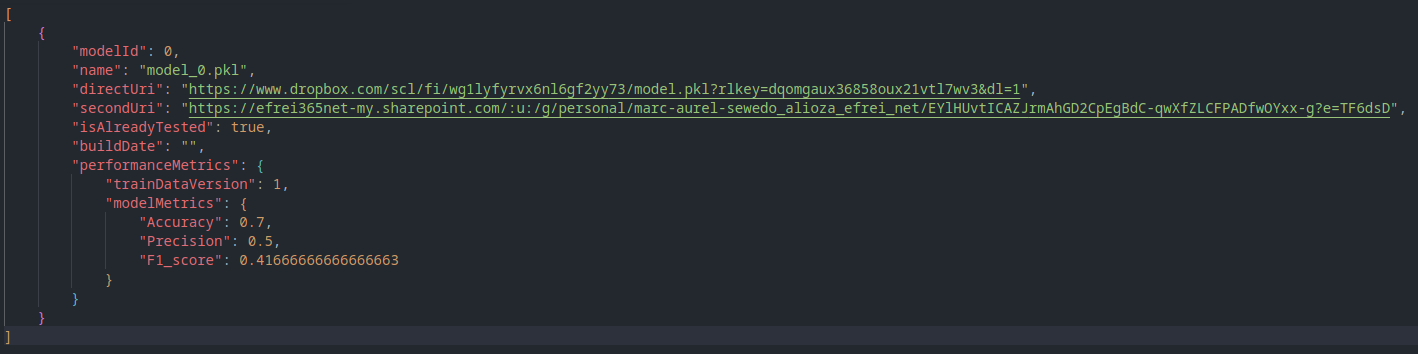 [
    {
        "modelId": 0,
        "name": "model_0.pkl",
        "directUri": "https://www.dropbox.com/scl/fi/wg1lyfyrvx6nl6gf2yy73/model.pkl?rlkey=dqomgaux36858oux21vtl7wv3&dl=1",
        "secondUri": "https://efrei365net-my.sharepoint.com/:u:/g/personal/marc-aurel-sewedo_alioza_efrei_net/EYlHUvtICAZJrmAhGD2CpEgBdC-qwXfZLCFPADfwOYxx-g?e=TF6dsD",
        "isAlreadyTested": true,
        "buildDate": "",
        "performanceMetrics": {
            "trainDataVersion": 1,
            "modelMetrics": {
                "Accuracy": 0.7,
                "Precision": 0.5,
                "F1_score": 0.41666666666666663
            }
        }
    }
]